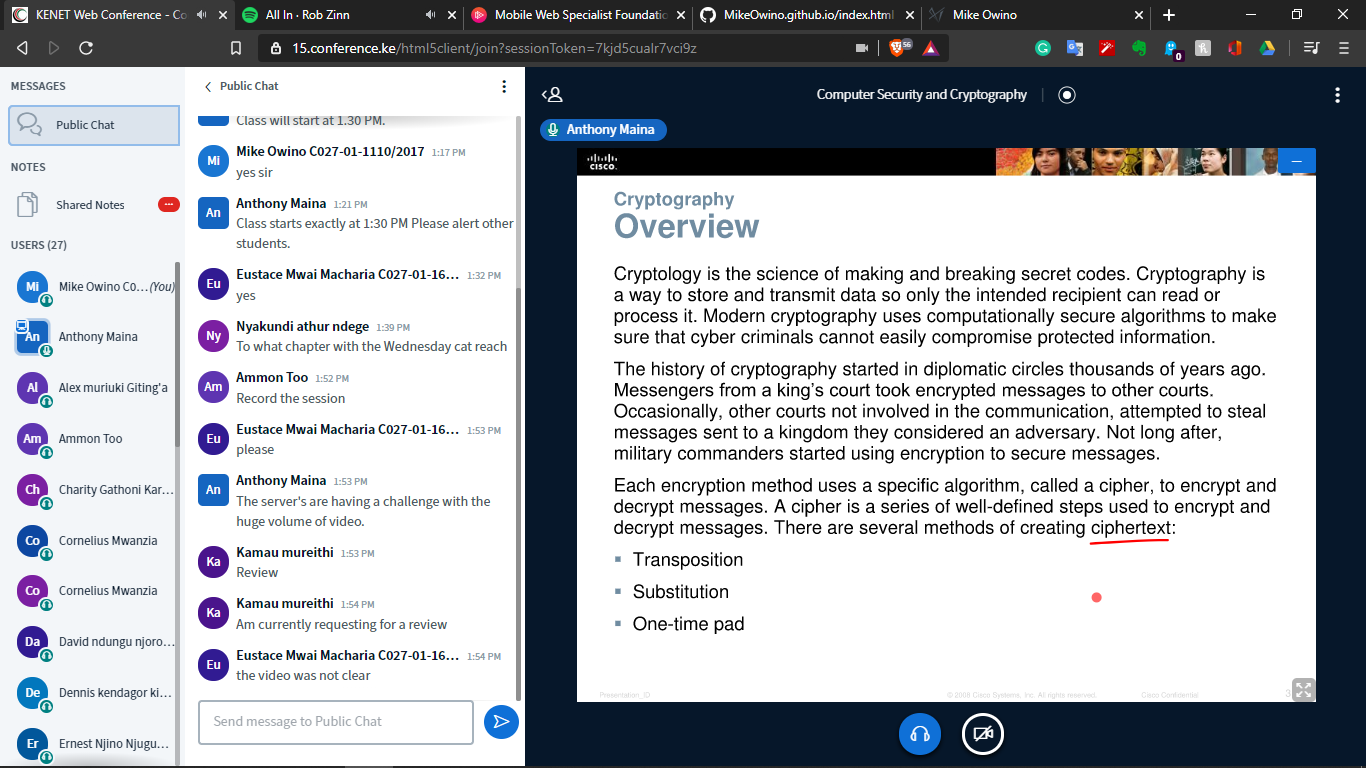 KENET Web Conference - Co
All In · Rob Zinn
Mobile Web Specialist Foundatio
MikeOwino.github.io/index.html
Mike Owino
15.conference.ke/html5client/join?sessionToken=7kjd5cualr7vci9z
56
0
MESSAGES
Public Chat
NOTES
Shared Notes
USERS (27)
Mi
Mike Owino C0...(You)
An
Anthony Maina
Al
Alex muriuki Giting'a
Am
Ammon Too
Ch
Charity Gathoni Kar...
Co
Cornelius Mwanzia
Co
Cornelius Mwanzia
Da
David ndungu njoro...
De
Dennis kendagor ki...
Er
Ernest Njino Njugu...
Public Chat
Class will start at 1.30 PM.
Mi
Mike Owino C027-01-1110/2017 1:17 PM
yes sir
An
Anthony Maina 1:21 PM
Class starts exactly at 1:30 PM Please alert other
students.
Eu
Eustace Mwai Macharia C027-01-16... 1:32 PM
yes
Ny
Nyakundi athur ndege 1:39 PM
To what chapter with the Wednesday cat reach
Am
Ammon Too 1:52 PM
Record the session
Eu
Eustace Mwai Macharia C027-01-16... 1:53 PM
please
An
Anthony Maina 1:53 PM
The server's are having a challenge with the
huge volume of video.
Ka
Kamau mureithi 1:53 PM
Review
Ka
Kamau mureithi 1:54 PM
Am currently requesting for a review
Eu
Eustace Mwai Macharia C027-01-16... 1:54 PM
the video was not clear
Send message to Public Chat
Computer Security and Cryptography
Anthony Maina
cisco
Cryptography
Overview
Cryptology is the science of making and breaking secret codes. Cryptography is
a way to store and transmit data so only the intended recipient can read or
process it. Modern cryptography uses computationally secure algorithms to make
sure that cyber criminals cannot easily compromise protected information.
The history of cryptography started in diplomatic circles thousands of years ago.
Messengers from a king's court took encrypted messages to other courts.
Occasionally, other courts not involved in the communication, attempted to steal
messages sent to a kingdom they considered an adversary. Not long after,
military commanders started using encryption to secure messages.
Each encryption method uses a specific algorithm, called a cipher, to encrypt and
decrypt messages. A cipher is a series of well-defined steps used to encrypt and
decrypt messages. There are several methods of creating ciphertext:
Transposition
Substitution
One-time pad
Presentation_ID
© 2008 Cisco Systems, Inc. All rights reserved.
Cisco Confidential